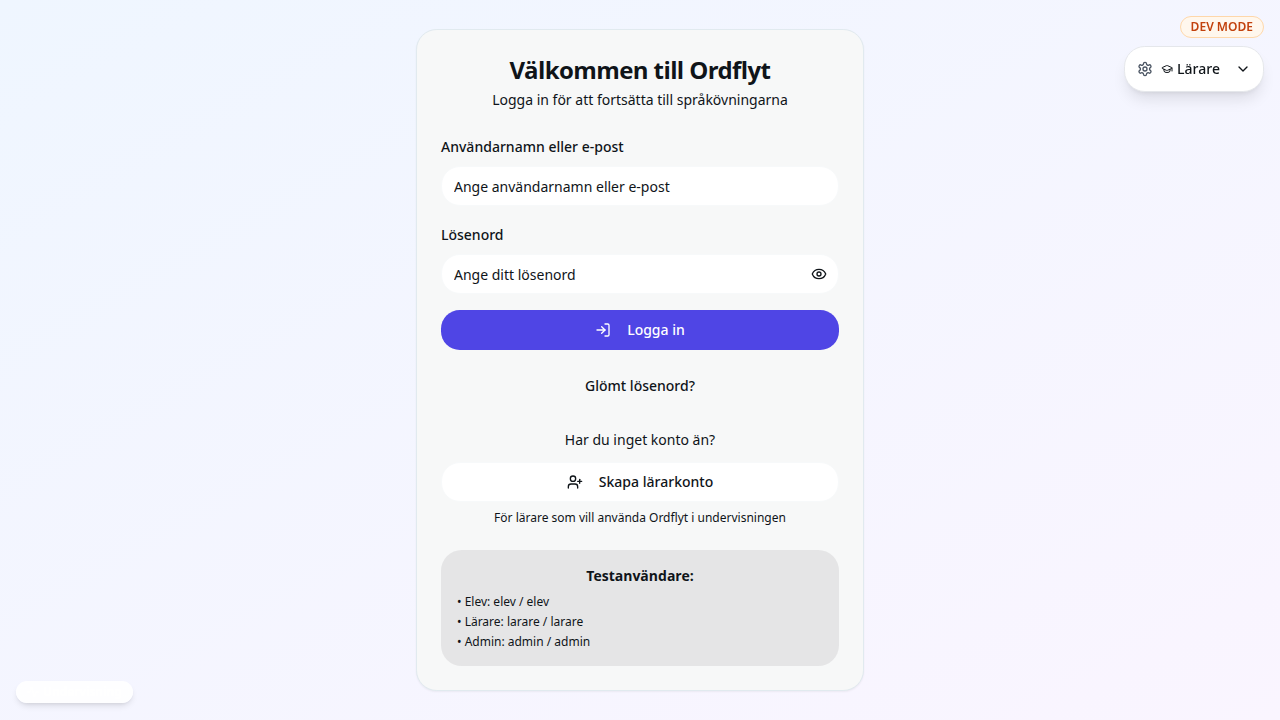 DEV MODE
Lärare
Välkommen till Ordflyt
Logga in för att fortsätta till språkövningarna
Användarnamn eller e-post
Ange användarnamn eller e-post
Lösenord
Ange ditt lösenord
Logga in
Glömt lösenord?
Har du inget konto än?
Skapa lärarkonto
För lärare som vill använda Ordflyt i undervisningen
Testanvändare:
• Elev: elev / elev
• Lärare: larare / larare
• Admin: admin / admin